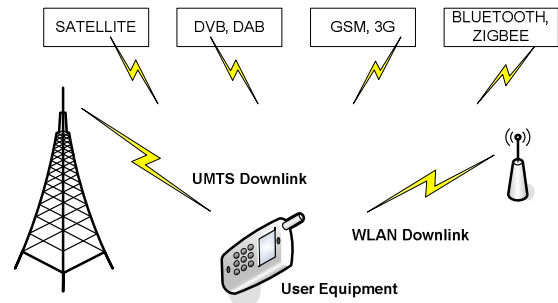 SATELLITE
DVB, DAB
GSM, 3G
BLUETOOTH,
ZIGBEE
UMTS Downlink
WLAN Downlink
User Equipment